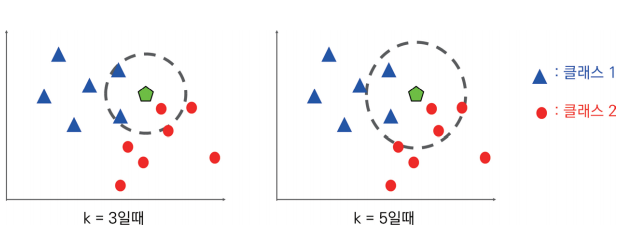 : 클래스 1
: 클래스 2
k = 3일때
k = 5일때